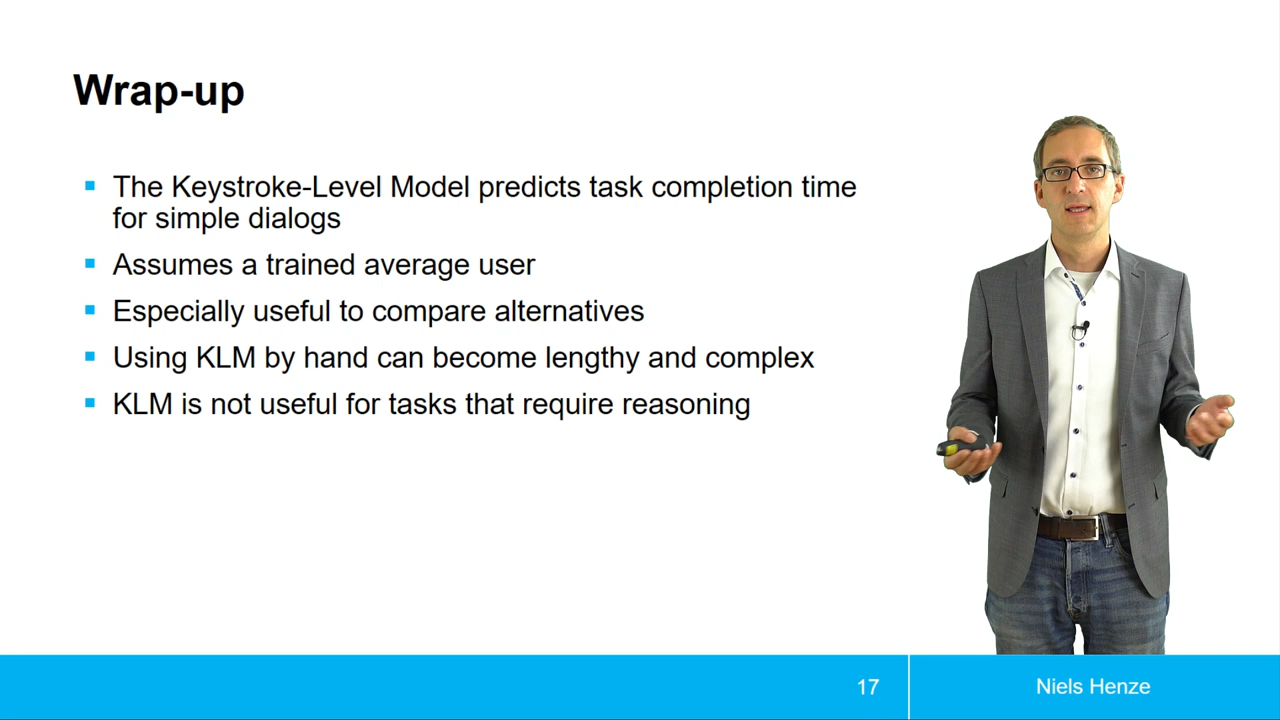 Wrap-up
The Keystroke-Level Model predicts task completion time
for simple dialogs
Assumes a trained average user
Especially useful to compare alternatives
Using KLM by hand can become lengthy and complex
KLM is not useful for tasks that require reasoning
17
Niels Henze